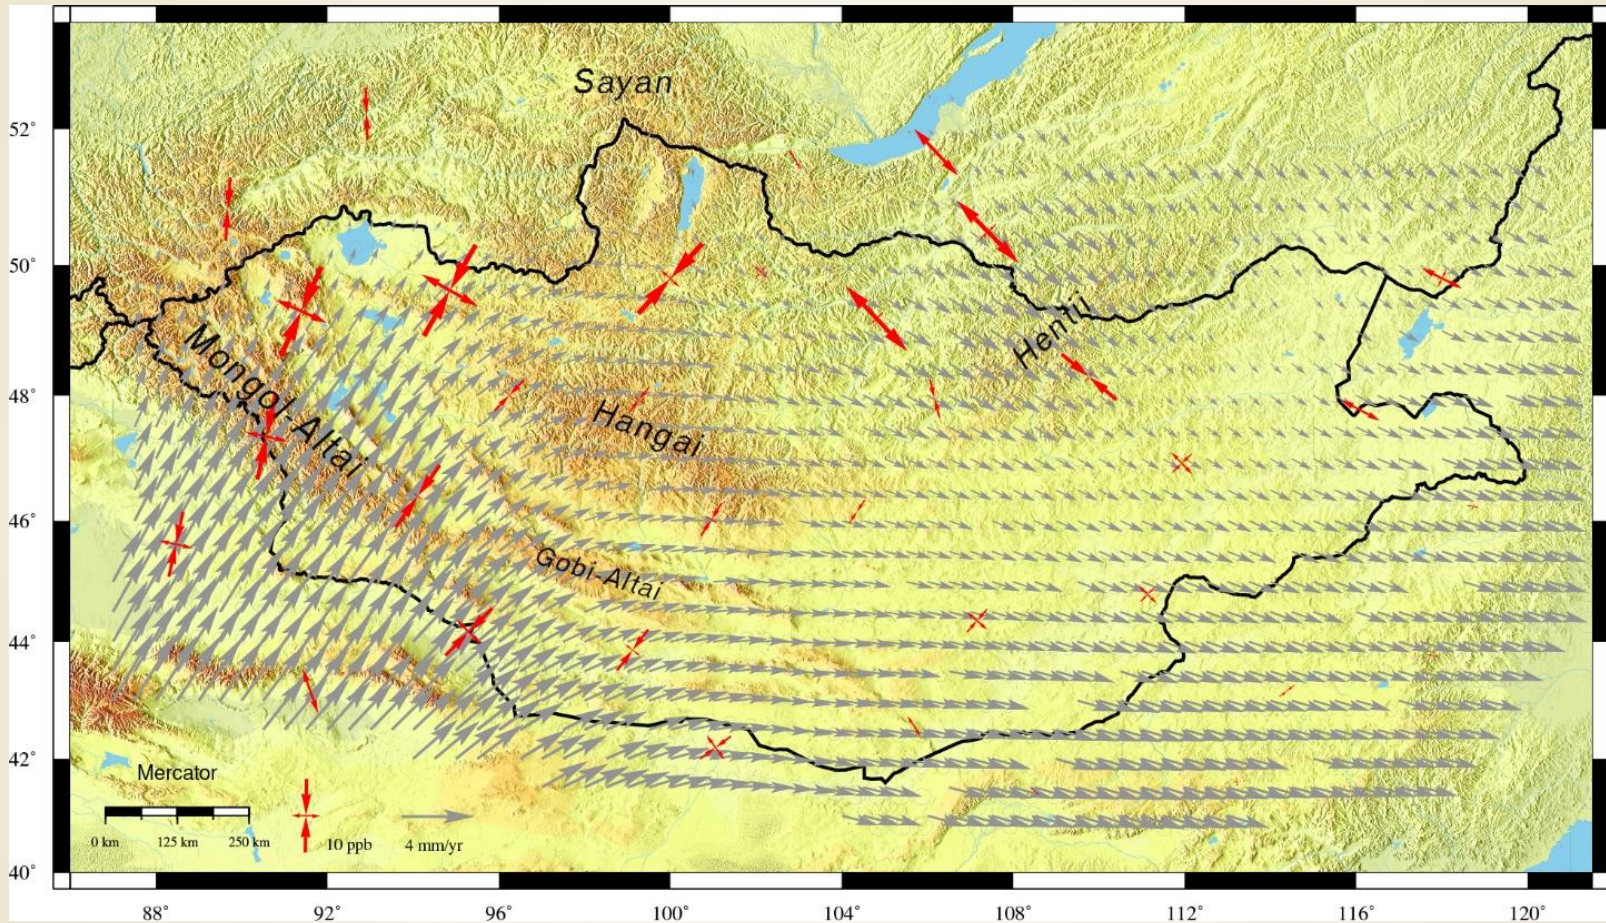 Sayan
52°
50°
Hentii
Mongol-Altai
48°
Hangai
46°
Gobi-Altai
44°
42°
Mercator
0 km 125 km 250 km
10 ppb
4 mm/yr
40°
88° 92° 96° 100° 104° 108° 112° 116° 120°